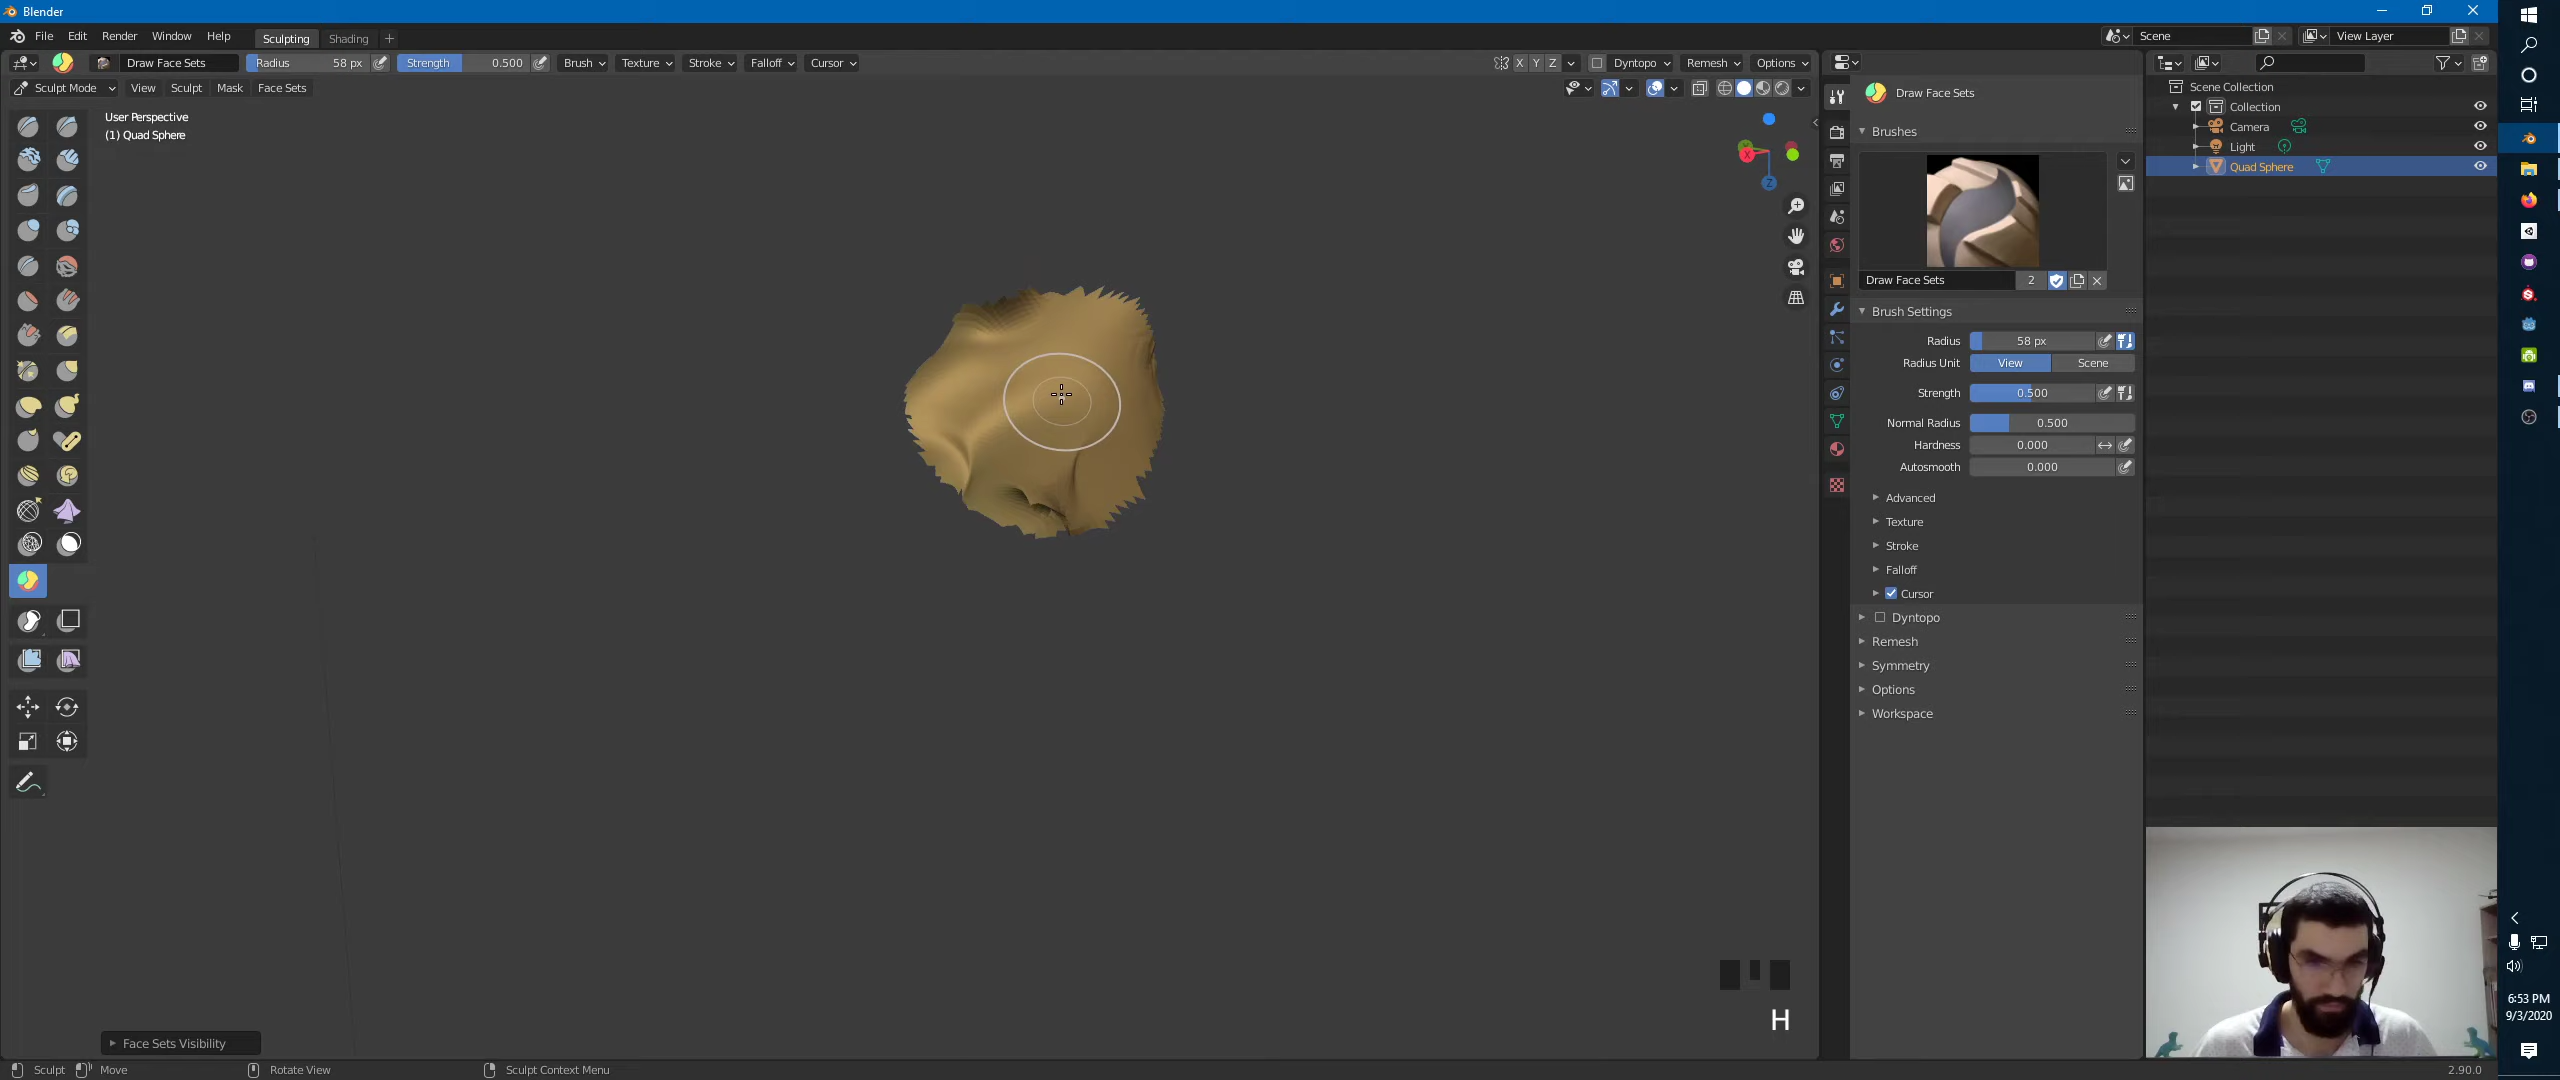 Blender
File Edit Render Window Help Sculpting Shading + Scene View Layer
Draw Face Sets Radius 58 px Strength 0.500 Brush Texture Stroke Falloff Cursor X Y Z Dyntopo Remesh Options
Sculpt Mode View Sculpt Mask Face Sets
User Perspective
(1) Quad Sphere
X
Z
Draw Face Sets
Brushes
Draw Face Sets 2
Brush Settings
Radius 58 px
Radius Unit View Scene
Strength 0.500
Normal Radius 0.500
Hardness 0.000
Autosmooth 0.000
Advanced
Texture
Stroke
Falloff
Cursor
Dyntopo
Remesh
Symmetry
Options
Workspace
Scene Collection
Collection
Camera
Light
Quad Sphere
H
Face Sets Visibility
Sculpt Move Rotate View Sculpt Context Menu 2.90.0
6:53 PM
9/3/2020